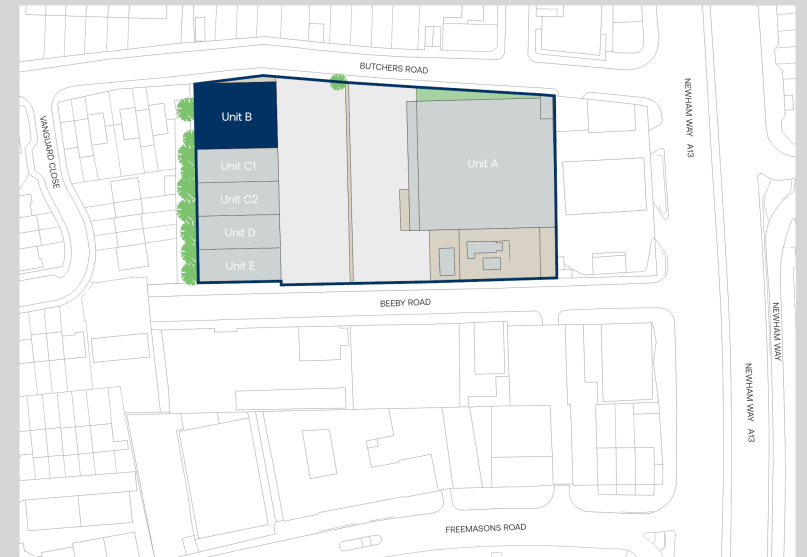 BUTCHERS ROAD
NEWHAM WAY A13
VANGUARD CLOSE
Unit B
Unit C1
Unit A
Unit C2
Unit D
Unit E
BEEBY ROAD
NEWHAM WAY
NEWHAM WAY A13
FREEMASONS ROAD